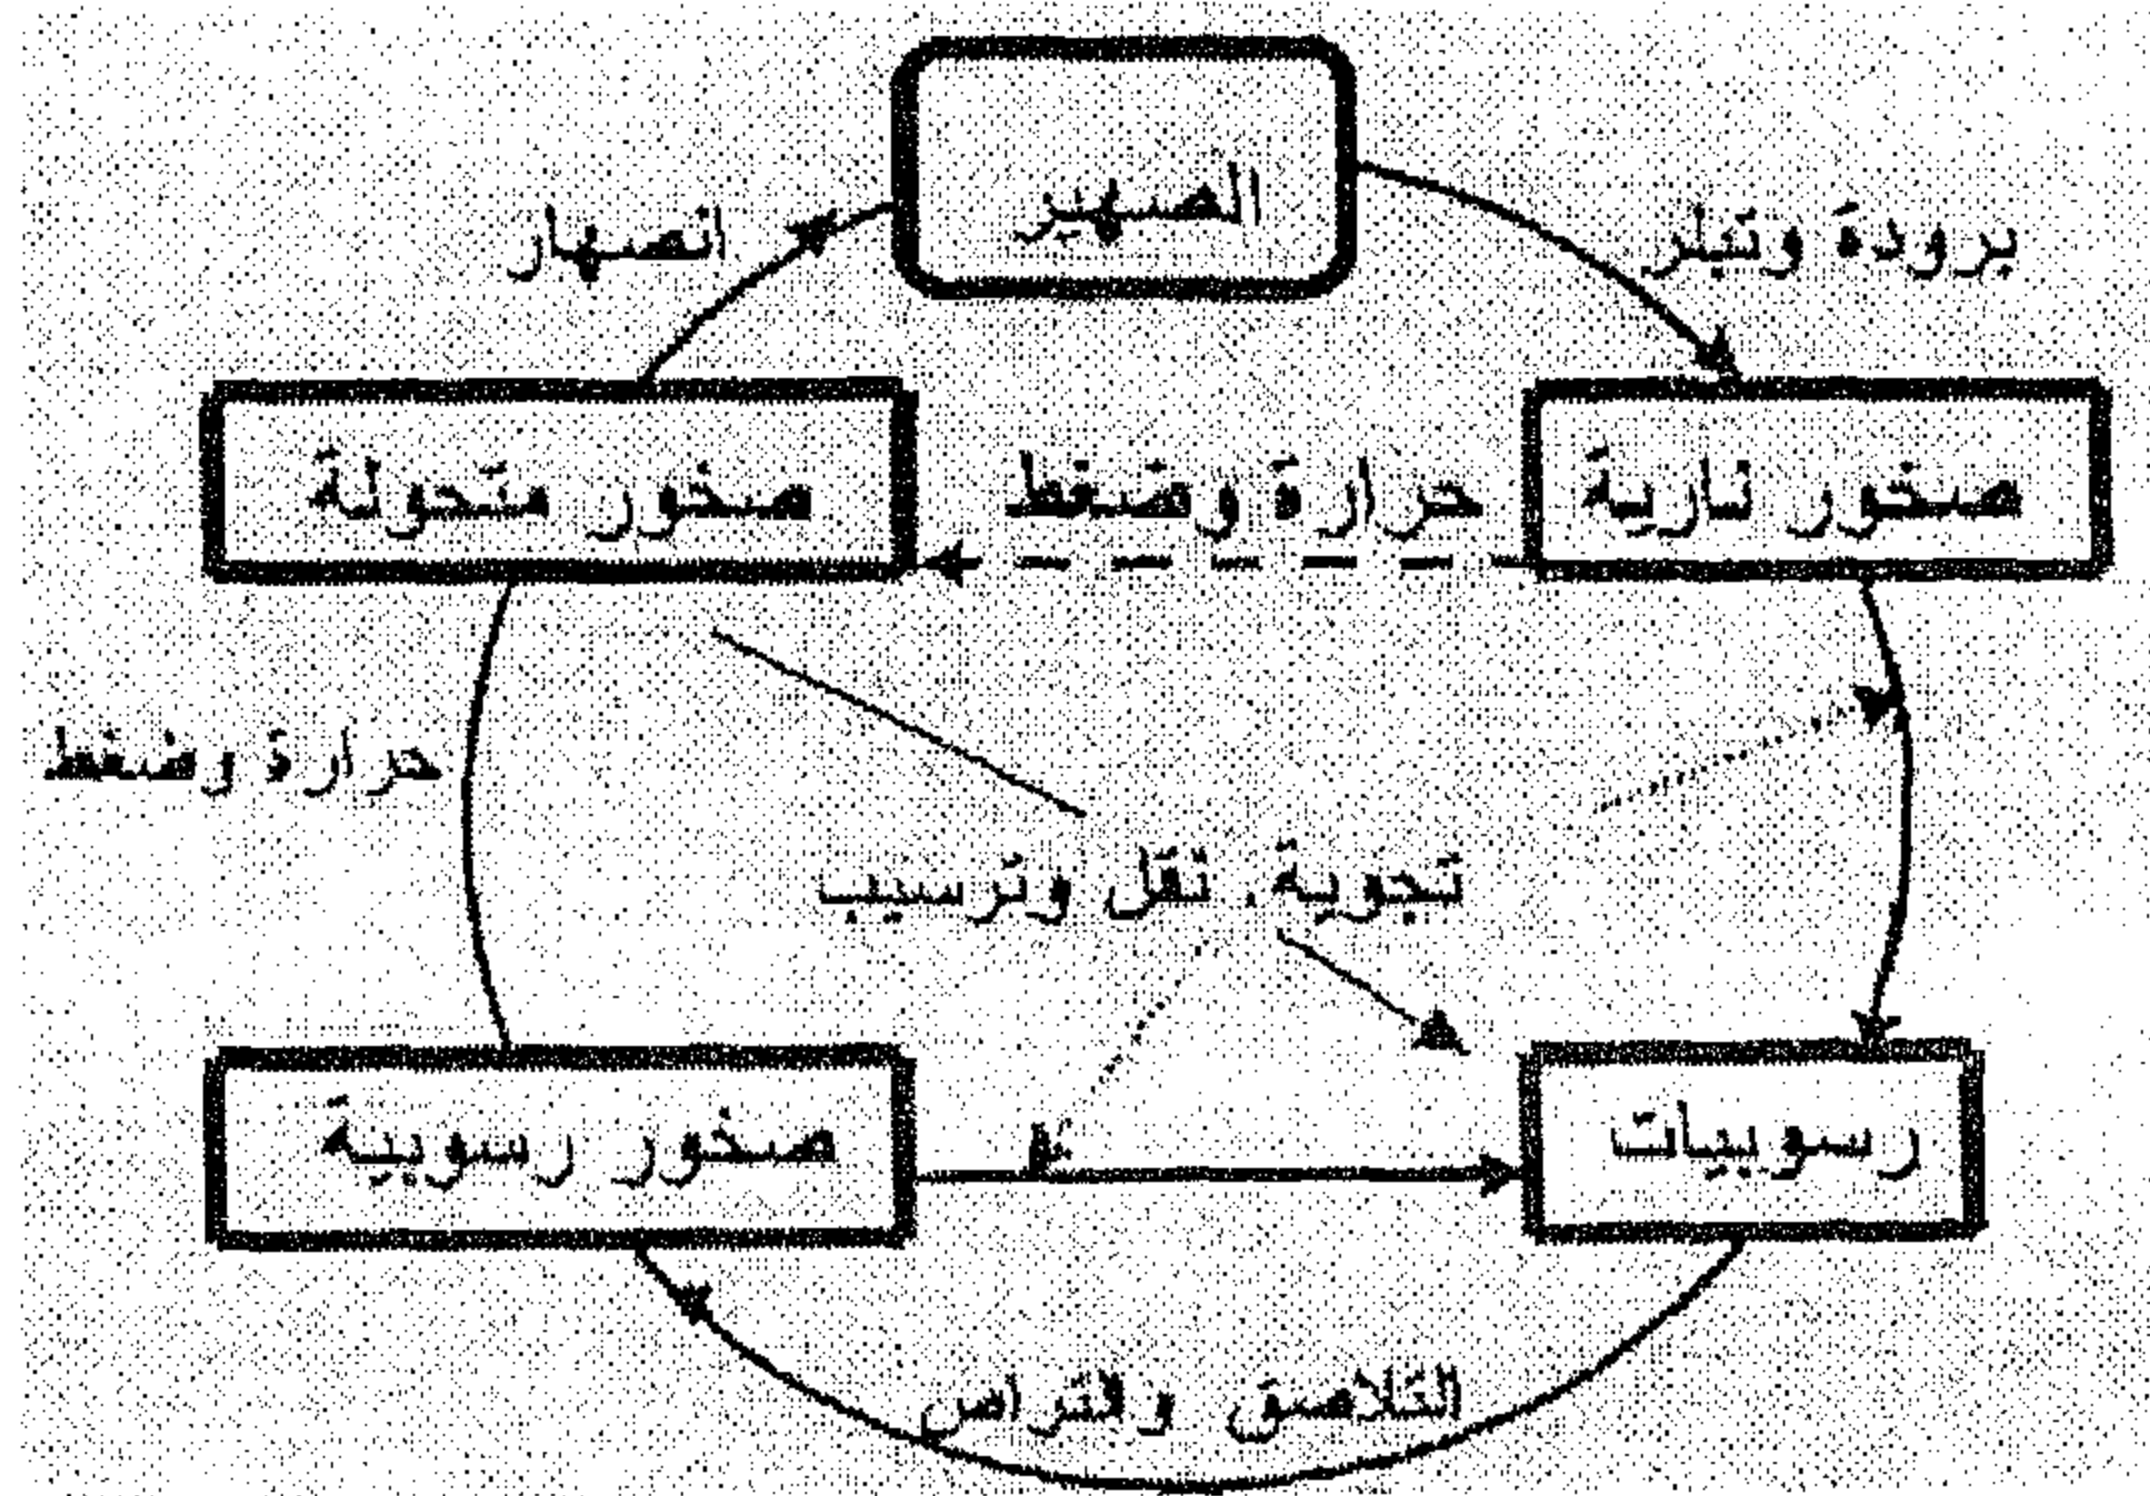 الصهير
برودة وتبلر
انصهار
صخور نارية
حرارة وضغط
صخور متحولة
حرارة وضغط
تجوية، نقل وترسيب
رسوبيات
صخور رسوبية
التلاصق والتراص